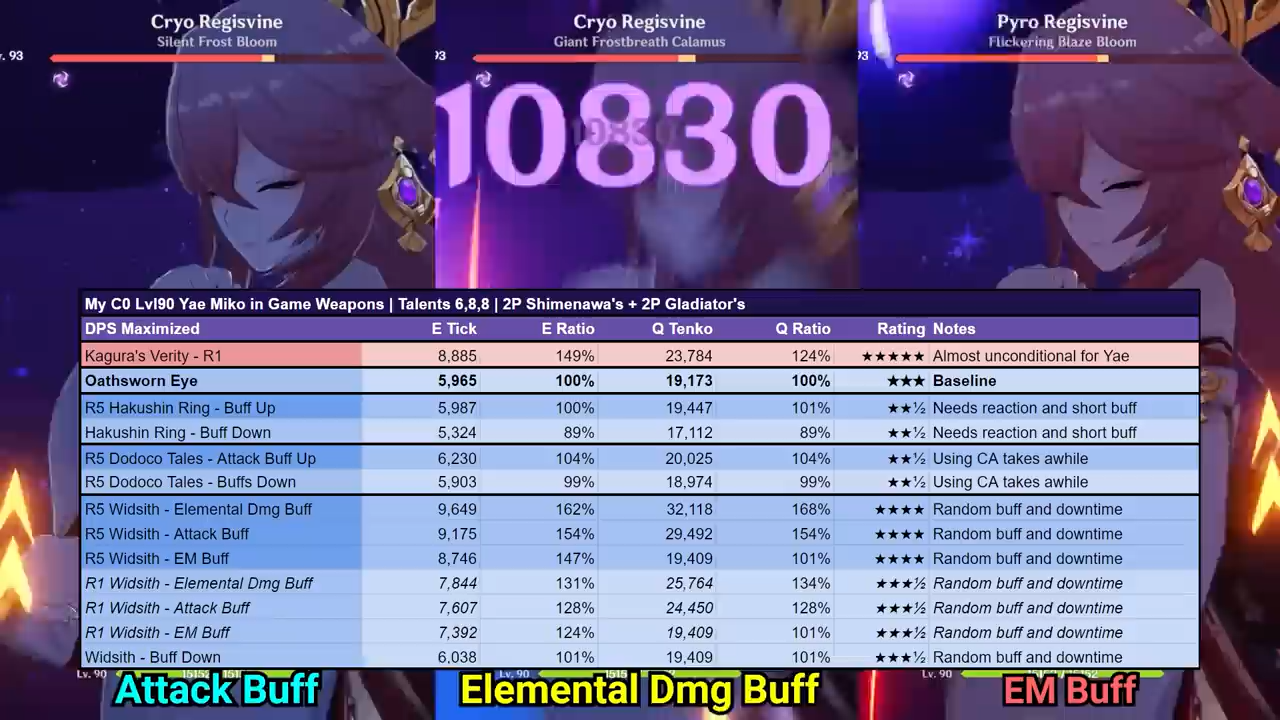 Cryo Regisvine
Silent Frost Bloom
. 93
Cryo Regisvine
Giant Frostbreath Calamus
93
Pyro Regisvine
Flickering Blaze Bloom
93
10830
10830
My C0 Lvl90 Yae Miko in Game Weapons | Talents 6,8,8 | 2P Shimenawa's + 2P Gladiator's
DPS Maximized E Tick E Ratio Q Tenko Q Ratio Rating Notes
Kagura's Verity - R1 8,885 149% 23,784 124% ★★★★★ Almost unconditional for Yae
Oathsworn Eye 5,965 100% 19,173 100% ★★★ Baseline
R5 Hakushin Ring - Buff Up 5,987 100% 19,447 101% ★★½ Needs reaction and short buff
Hakushin Ring - Buff Down 5,324 89% 17,112 89% ★★½ Needs reaction and short buff
R5 Dodoco Tales - Attack Buff Up 6,230 104% 20,025 104% ★★½ Using CA takes awhile
R5 Dodoco Tales - Buffs Down 5,903 99% 18,974 99% ★★½ Using CA takes awhile
R5 Widsith - Elemental Dmg Buff 9,649 162% 32,118 168% ★★★★ Random buff and downtime
R5 Widsith - Attack Buff 9,175 154% 29,492 154% ★★★★ Random buff and downtime
R5 Widsith - EM Buff 8,746 147% 19,409 101% ★★★★ Random buff and downtime
R1 Widsith - Elemental Dmg Buff 7,844 131% 25,764 134% ★★★½ Random buff and downtime
R1 Widsith - Attack Buff 7,607 128% 24,450 128% ★★★½ Random buff and downtime
R1 Widsith - EM Buff 7,392 124% 19,409 101% ★★★½ Random buff and downtime
Widsith - Buff Down 6,038 101% 19,409 101% ★★★½ Random buff and downtime
Lv. 90
Lv. 90
Lv. 90
Attack Buff Elemental Dmg Buff EM Buff